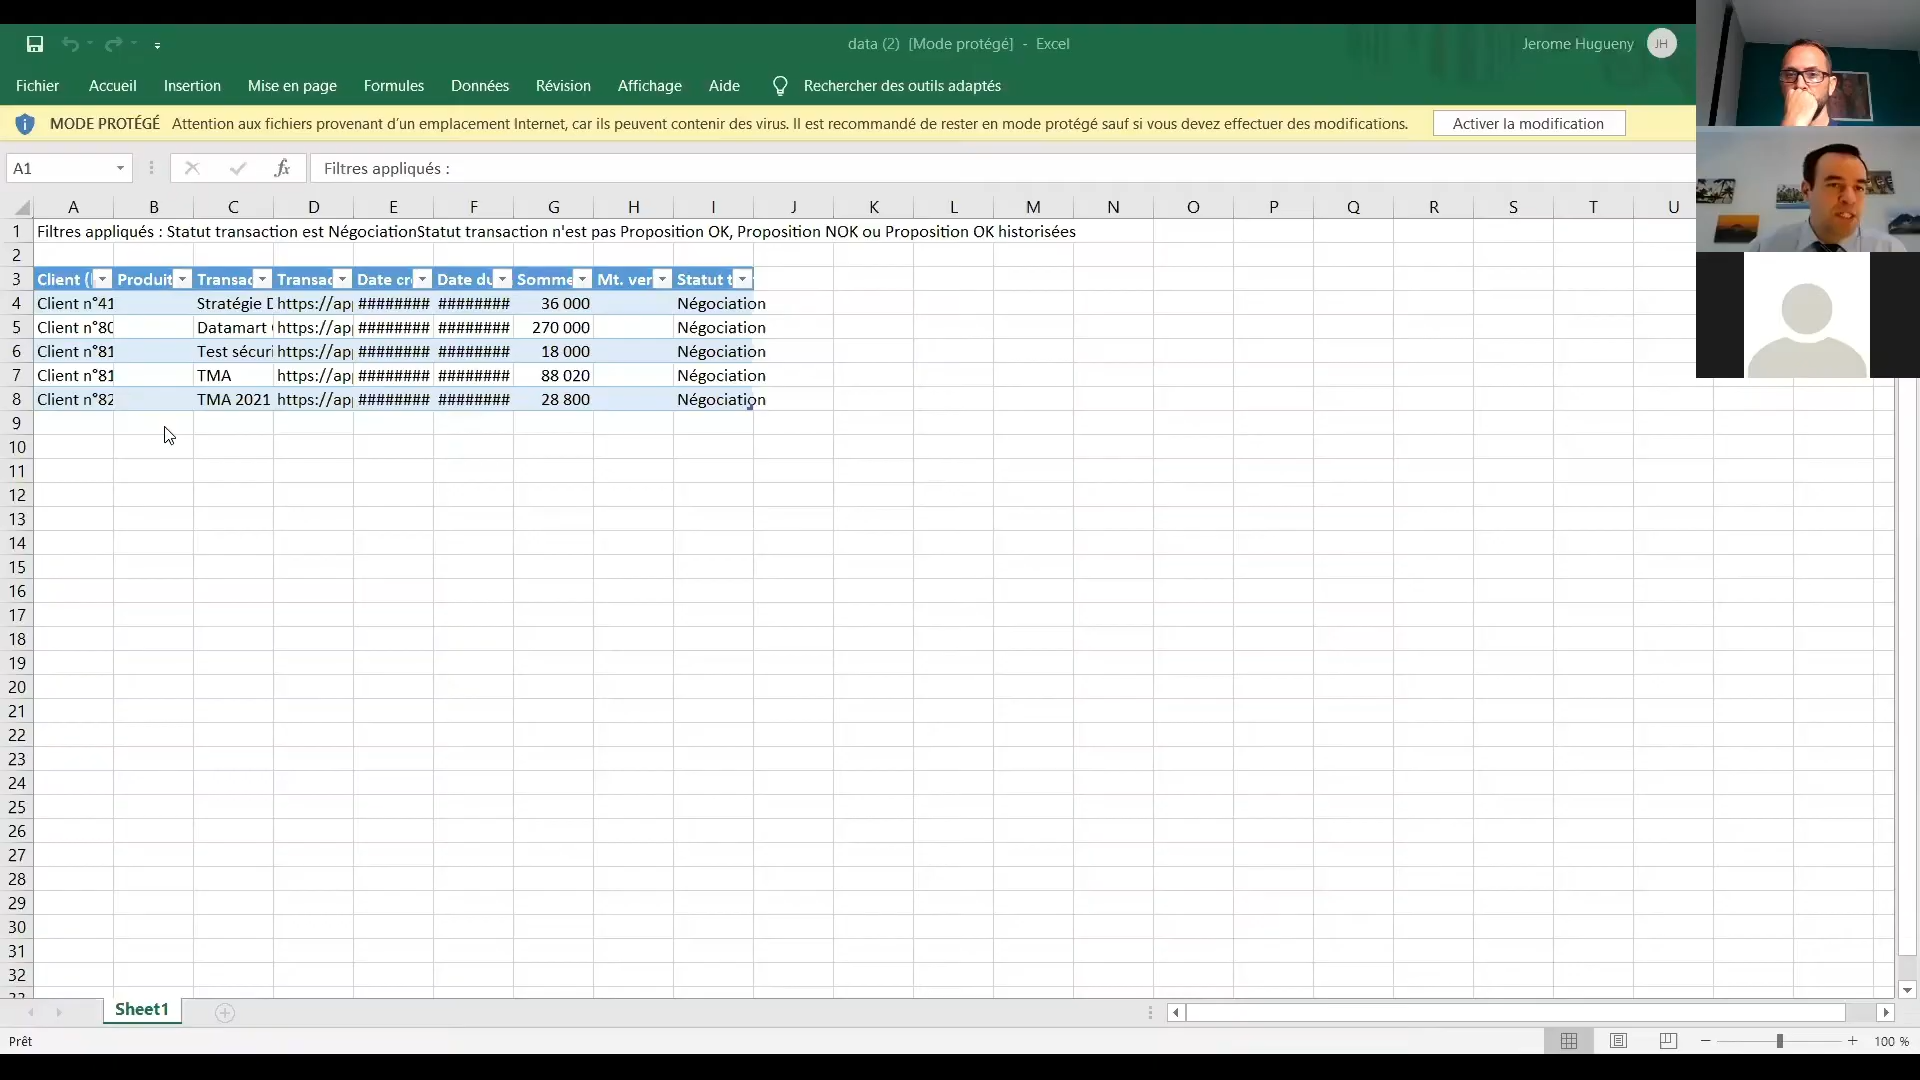 data (2) [Mode protégé] - Excel
Jerome Hugueny
JH
Fichier Accueil Insertion Mise en page Formules Données Révision Affichage Aide Rechercher des outils adaptés
MODE PROTÉGÉ Attention aux fichiers provenant d'un emplacement Internet, car ils peuvent contenir des virus. Il est recommandé de rester en mode protégé sauf si vous devez effectuer des modifications. Activer la modification
A1 fx Filtres appliqués :
A B C D E F G H I J K L M N O P Q R S T U
1 Filtres appliqués : Statut transaction est NégociationStatut transaction n'est pas Proposition OK, Proposition NOK ou Proposition OK historisées
2
3 Client ( Produit Transac Transac Date cr Date du Somme Mt. ver Statut t
4 Client n°41 Stratégie D https://ap ######## ######## 36 000 Négociation
5 Client n°80 Datamart https://ap ######## ######## 270 000 Négociation
6 Client n°81 Test sécuri https://ap ######## ######## 18 000 Négociation
7 Client n°81 TMA https://ap ######## ######## 88 020 Négociation
8 Client n°82 TMA 2021 https://ap ######## ######## 28 800 Négociation
9
10
11
12
13
14
15
16
17
18
19
20
21
22
23
24
25
26
27
28
29
30
31
32
Sheet1
Prêt
100 %